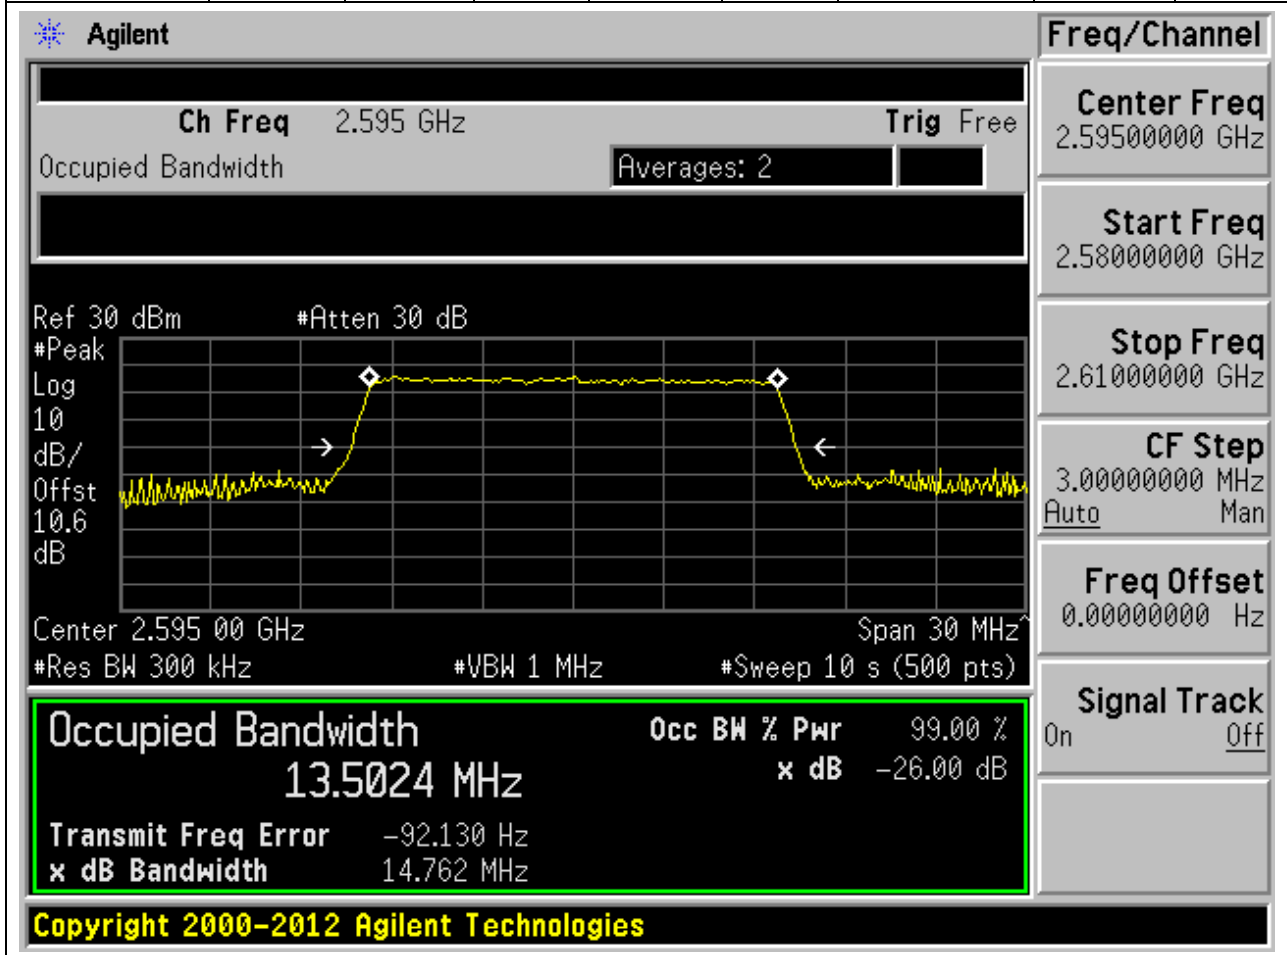 Agilent
Freq/Channel
Ch Freq 2.595 GHz Trig Free
Occupied Bandwidth Averages: 2
Center Freq
2.59500000 GHz
Start Freq
2.58000000 GHz
Stop Freq
2.61000000 GHz
CF Step
3.00000000 MHz
Auto Man
Freq Offset
0.00000000 Hz
Signal Track
On Off
Ref 30 dBm #Atten 30 dB
#Peak
Log
10
dB/
Offst
10.6
dB
Center 2.595 00 GHz Span 30 MHz^
#Res BW 300 kHz #VBW 1 MHz #Sweep 10 s (500 pts)
Occupied Bandwidth Occ BW % Pwr 99.00 %
13.5024 MHz x dB -26.00 dB
Transmit Freq Error -92.130 Hz
x dB Bandwidth 14.762 MHz
Copyright 2000-2012 Agilent Technologies